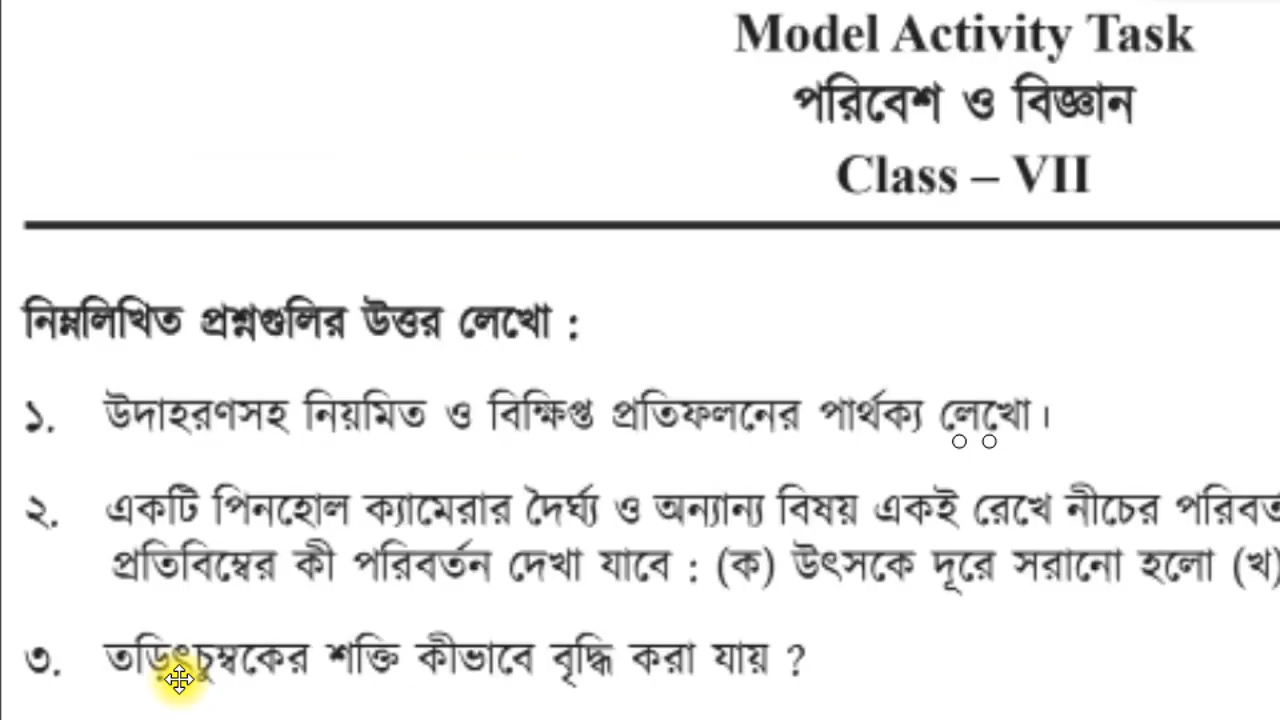 Model Activity Task
পরিবেশ ও বিজ্ঞান
Class – VII
নিম্নলিখিত প্রশ্নগুলির উত্তর লেখো :
১. উদাহরণসহ নিয়মিত ও বিক্ষিপ্ত প্রতিফলনের পার্থক্য লেখো।
২. একটি পিনহোল ক্যামেরার দৈর্ঘ্য ও অন্যান্য বিষয় একই রেখে নীচের
প্রতিবিম্বের কী পরিবর্তন দেখা যাবে : (ক) উৎসকে দূরে সরানো হলো (খ)
৩. তড়িৎচুম্বকের শক্তি কীভাবে বৃদ্ধি করা যায় ?